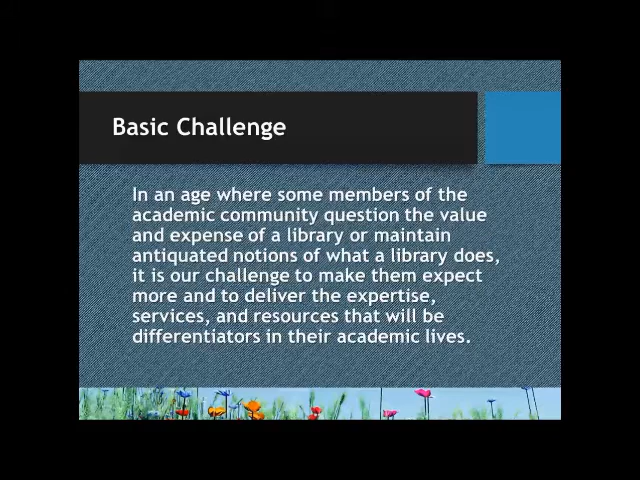 Basic Challenge
In an age where some members of the
academic community question the value
and expense of a library or maintain
antiquated notions of what a library does,
it is our challenge to make them expect
more and to deliver the expertise,
services, and resources that will be
differentiators in their academic lives.